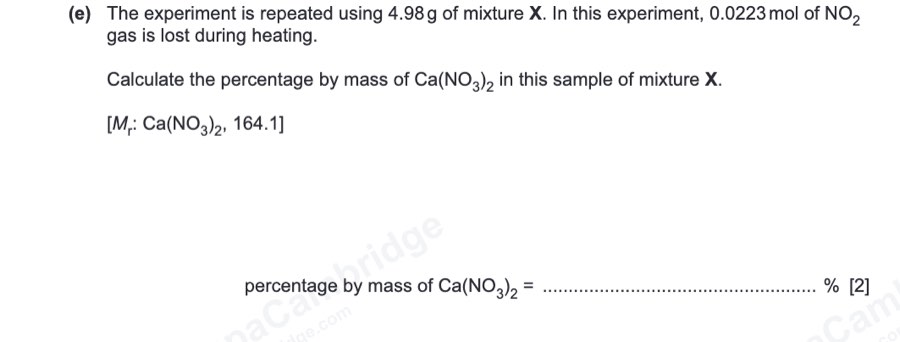 (e) The experiment is repeated using 4.98 g of mixture X. In this experiment, 0.0223 mol of NO₂
gas is lost during heating.
Calculate the percentage by mass of Ca(NO₃)₂ in this sample of mixture X.
[Mᵣ: Ca(NO₃)₂, 164.1]
percentage by mass of Ca(NO₃)₂ = .................................................... % [2]